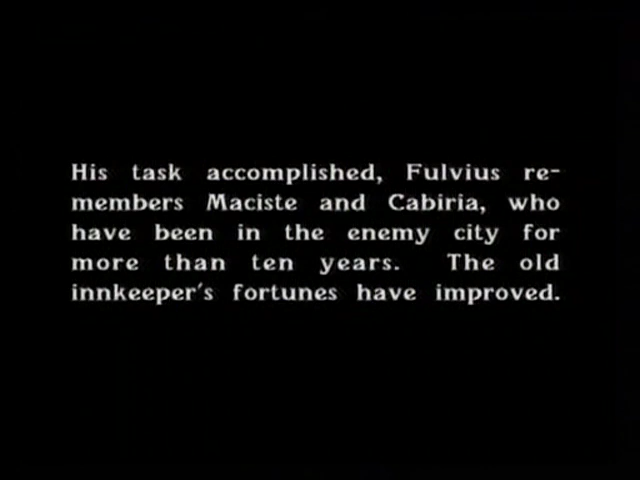 His task accomplished, Fulvius re-
members Maciste and Cabiria, who
have been in the enemy city for
more than ten years. The old
innkeeper's fortunes have improved.